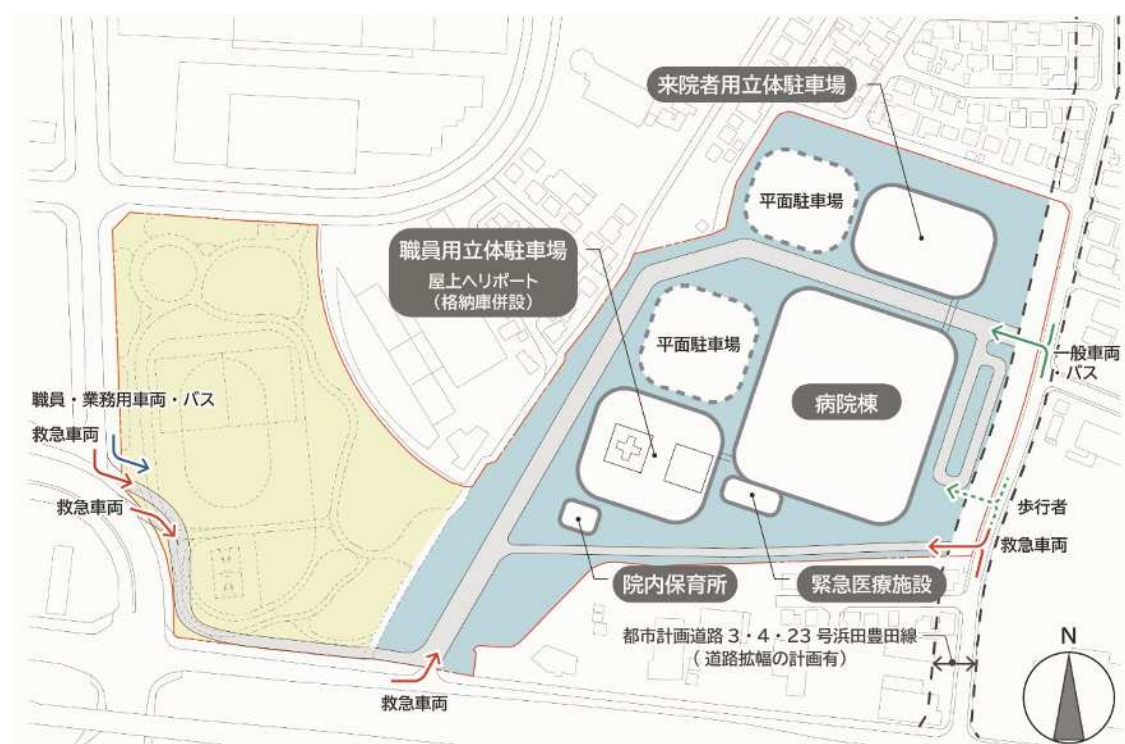 来院者用立体駐車場
平面駐車場
職員用立体駐車場
屋上ヘリポート
（格納庫併設）
平面駐車場
一般車両
・バス
病院棟
職員・業務用車両・バス
救急車両
救急車両
歩行者
救急車両
院内保育所
緊急医療施設
都市計画道路 3・4・23 号浜田豊田線
（ 道路拡幅の計画有）
N
救急車両